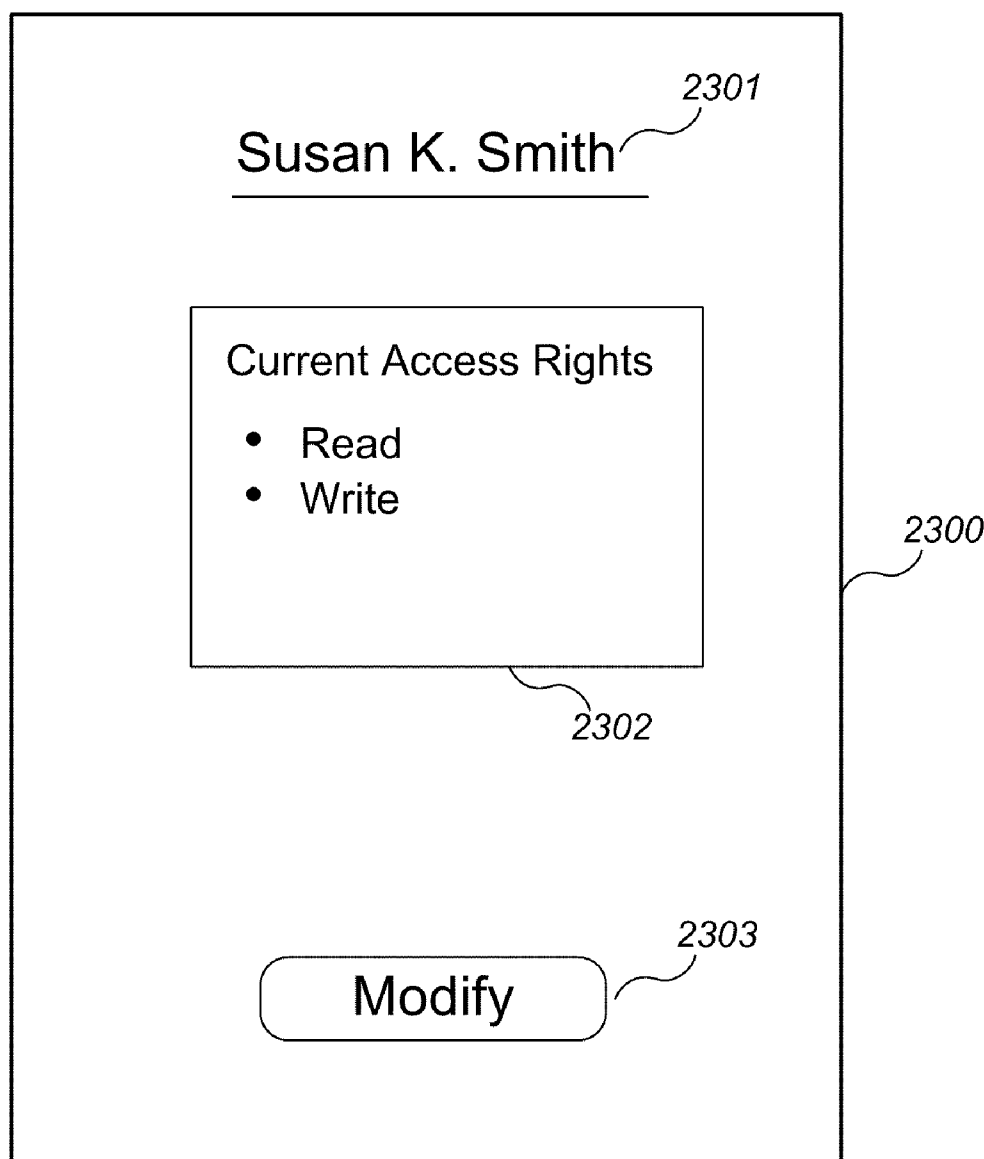 2301
Susan K. Smith
Current Access Rights
• Read
• Write
2300
2302
2303
Modify